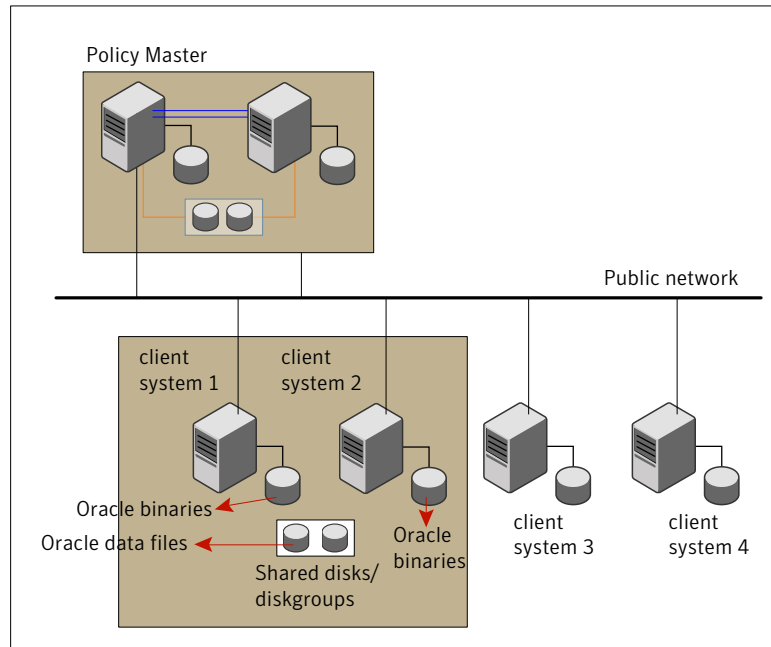 Policy Master
Public network
client
system 1
client
system 2
Oracle binaries
Oracle data files
Shared disks/
diskgroups
Oracle
binaries
client
system 3
client
system 4